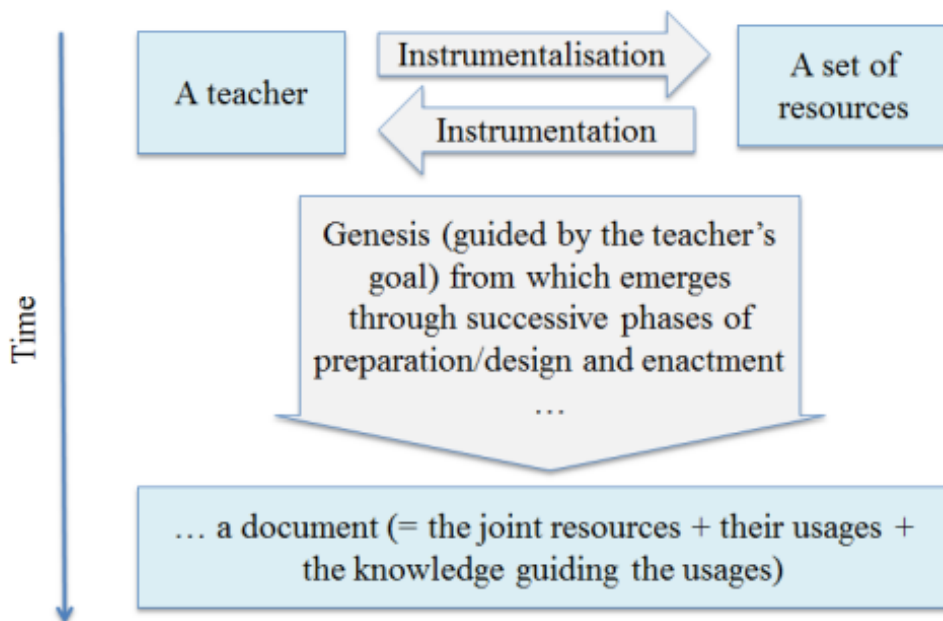 A teacher
Instrumentalisation
Instrumentation
A set of
resources
Time
Genesis (guided by the teacher’s
goal) from which emerges
through successive phases of
preparation/design and enactment
…
… a document (= the joint resources + their usages +
the knowledge guiding the usages)